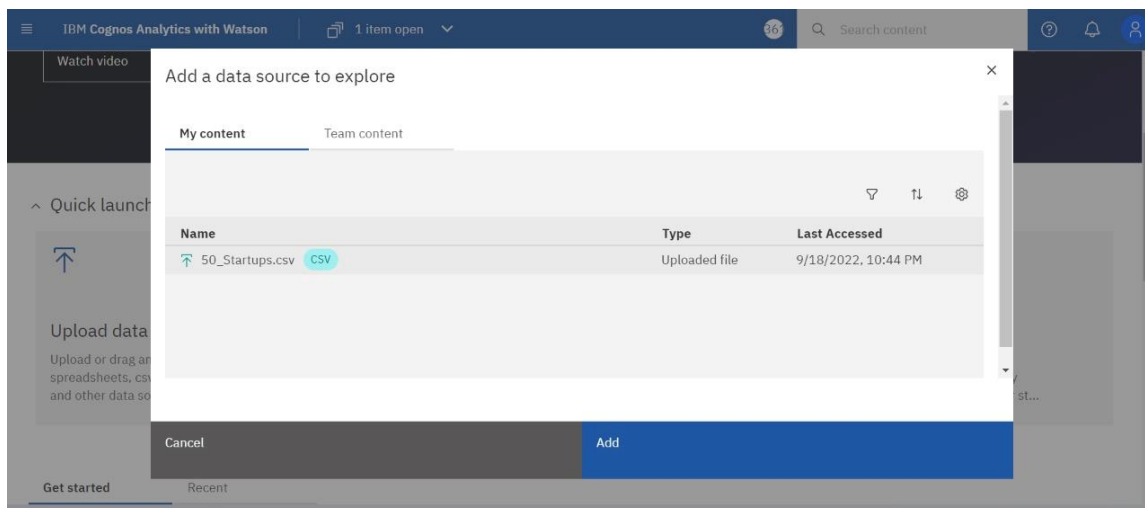 IBM Cognos Analytics with Watson
1 item open
Search content
Watch video
Add a data source to explore
My content
Team content
Quick launch
Name Type Last Accessed
50_Startups.csv CSV Uploaded file 9/18/2022, 10:44 PM
Upload data
Upload or drag an
spreadsheets, csv
and other data so
st...
Cancel
Add
Get started
Recent